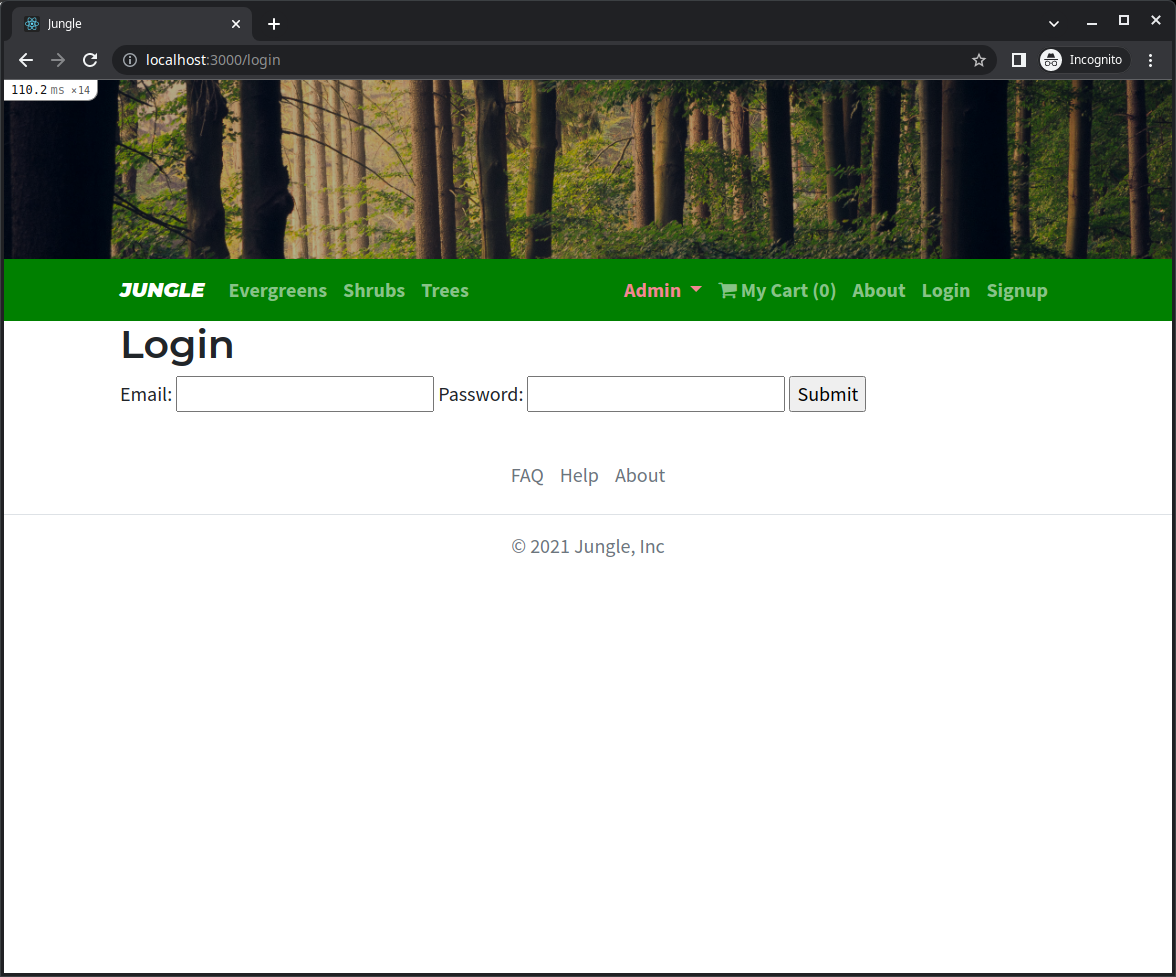 Jungle
localhost:3000/login
Incognito
110.2 ms ×14
JUNGLE Evergreens Shrubs Trees Admin My Cart (0) About Login Signup
Login
Email: Password: Submit
FAQ Help About
© 2021 Jungle, Inc